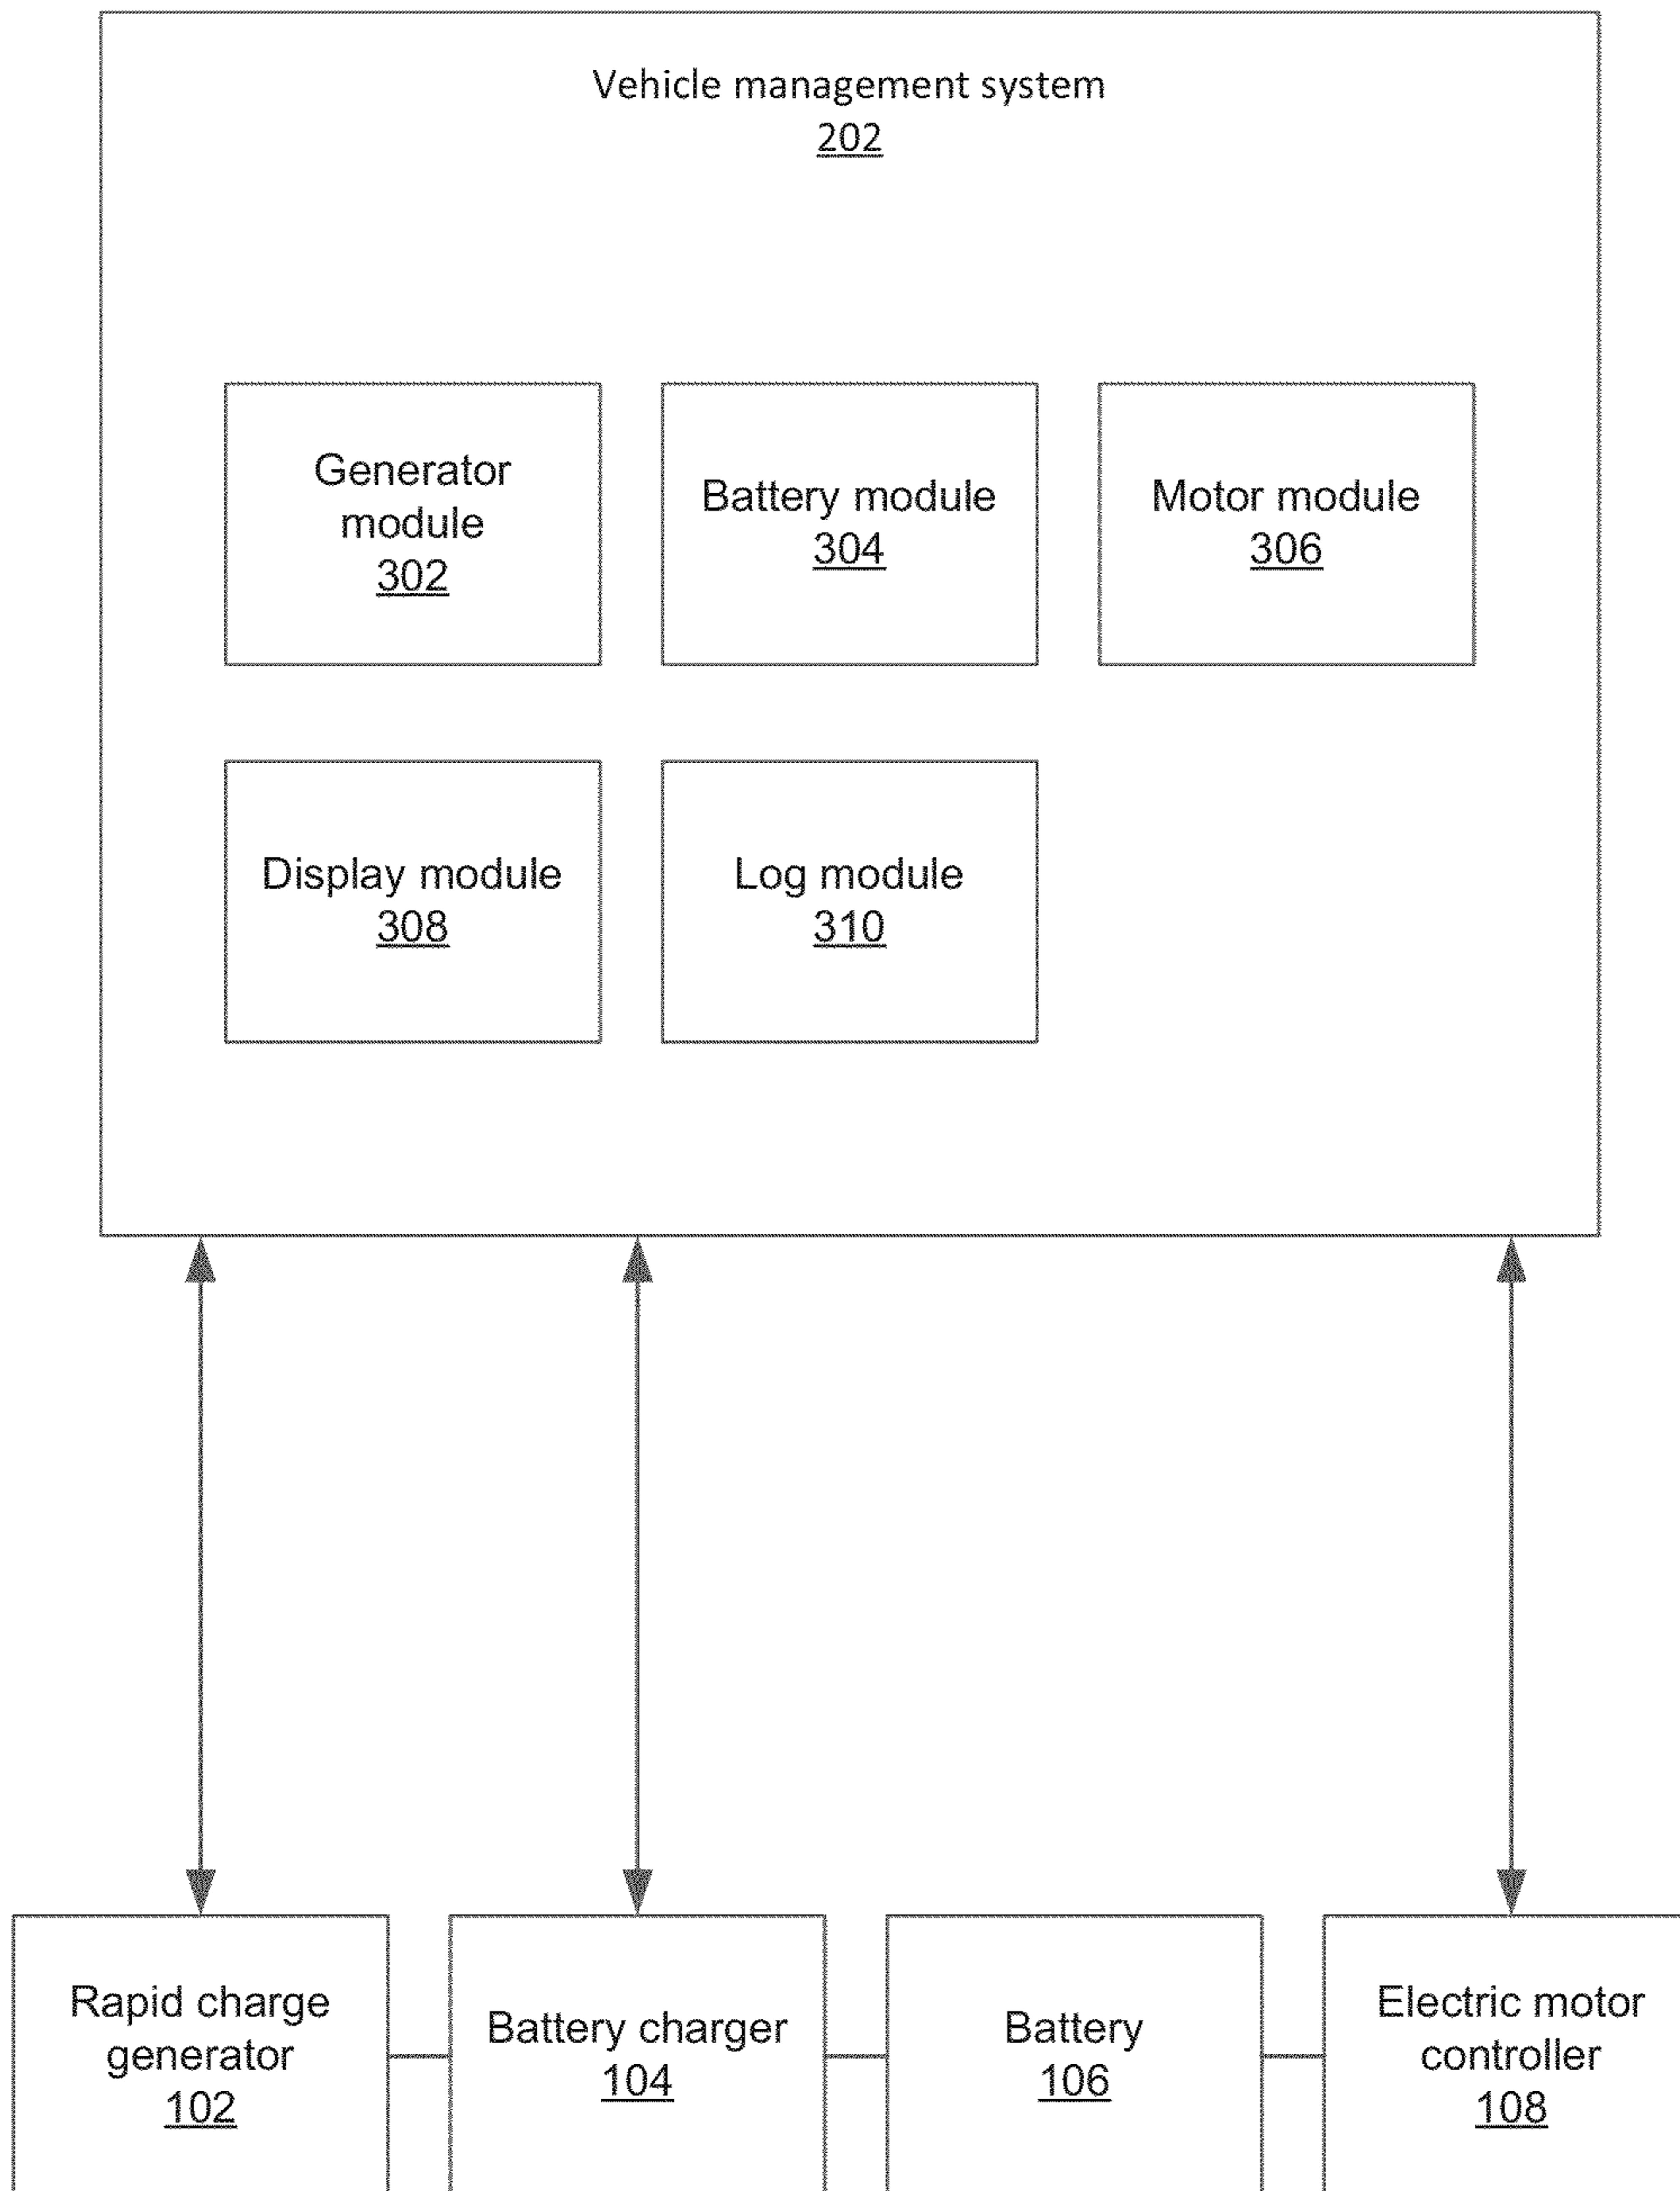 Vehicle management system
202
Generator
module
302
Battery module
304
Motor module
306
Display module
308
Log module
310
Rapid charge
generator
102
Battery charger
104
Battery
106
Electric motor
controller
108